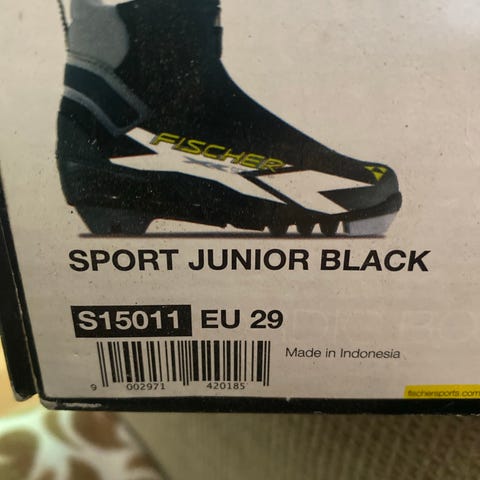 FISCHER
SPORT JUNIOR BLACK
S15011 EU 29
Made in Indonesia
9 002971 420185
fischersports.com